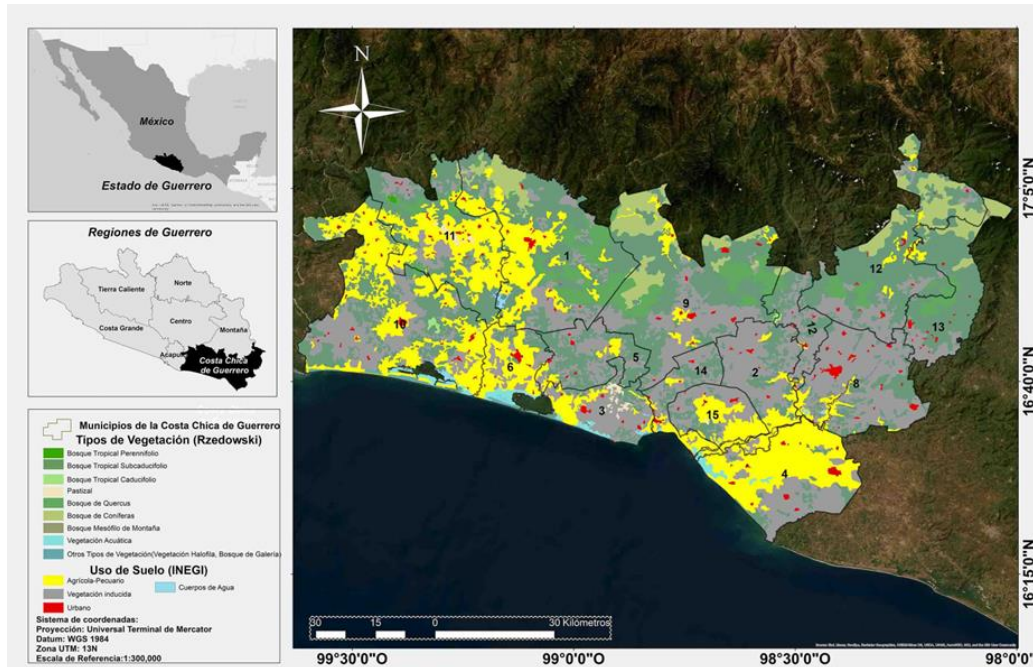 México
Estado de Guerrero
Regiones de Guerrero
Tierra Caliente
Norte
Costa Grande
Centro
Montaña
Acapulco
Costa Chica
de Guerrero
Municipios de la Costa Chica de Guerrero
Tipos de Vegetación (Rzedowski)
Bosque Tropical Perennifolio
Bosque Tropical Subcaducifolio
Bosque Tropical Caducifolio
Pastizal
Bosque de Quercus
Bosque de Coníferas
Bosque Mesófilo de Montaña
Vegetación Acuática
Otros Tipos de Vegetación(Vegetación Halofila, Bosque de Galería)
Uso de Suelo (INEGI)
Agrícola-Pecuario
Cuerpos de Agua
Vegetación inducida
Urbano
Sistema de coordenadas:
Proyección: Universal Terminal de Mercator
Datum: WGS 1984
Zona UTM: 13N
Escala de Referencia:1:300,000
N
11
1
12
9
10
12
13
5
6
14
2
8
3
15
4
30 15 0 30 Kilómetros
17°5'0"N
16°40'0"N
16°15'0"N
99°30'0"W
99°0'0"W
98°30'0"W
98°0'0"W